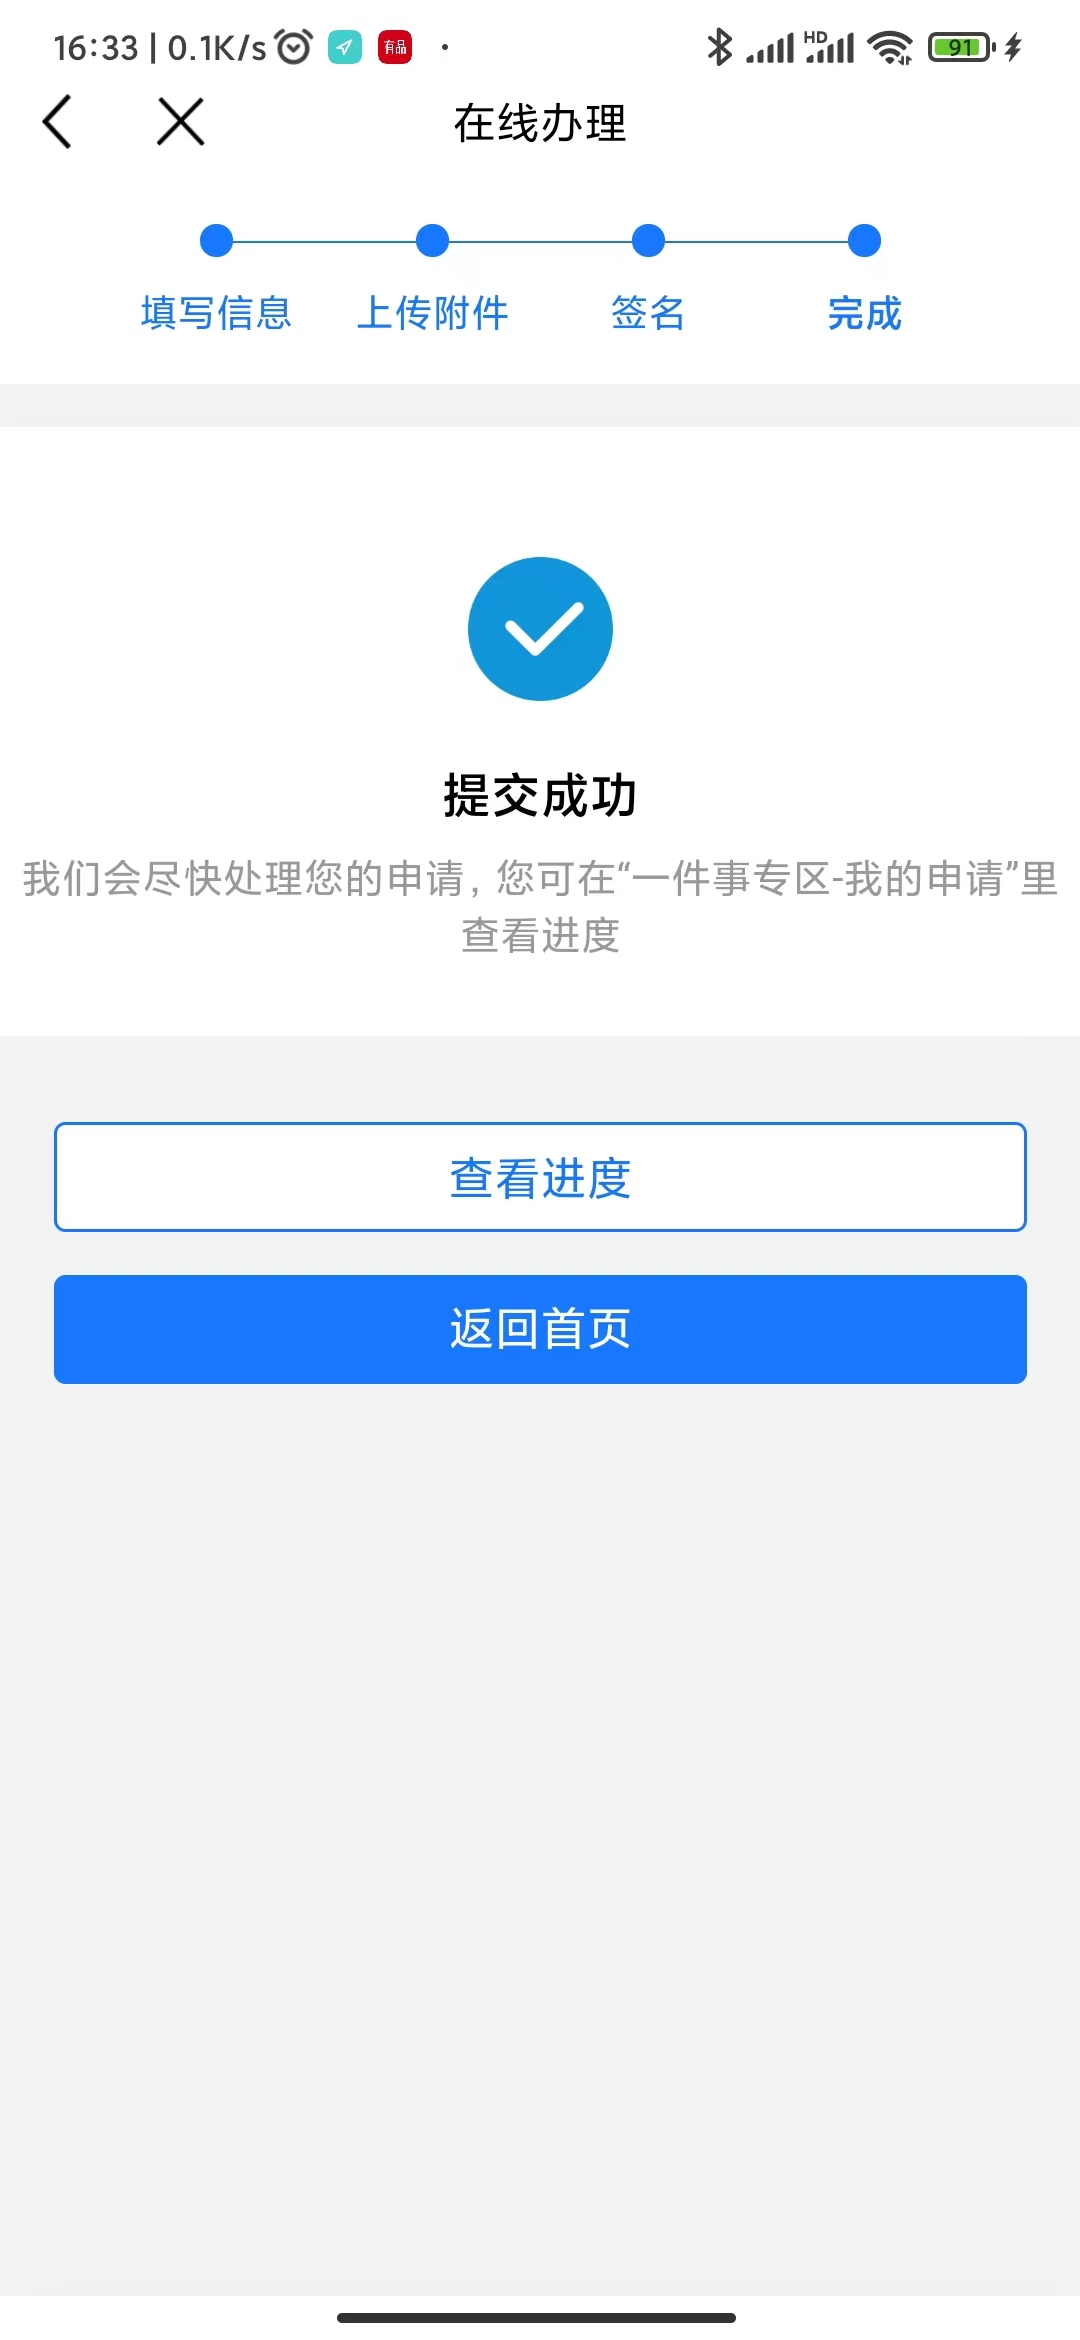 16:33 | 0.1K/s 有品 HD 91
在线办理
填写信息 上传附件 签名 完成
提交成功
我们会尽快处理您的申请，您可在“一件事专区-我的申请”里
查看进度
查看进度
返回首页